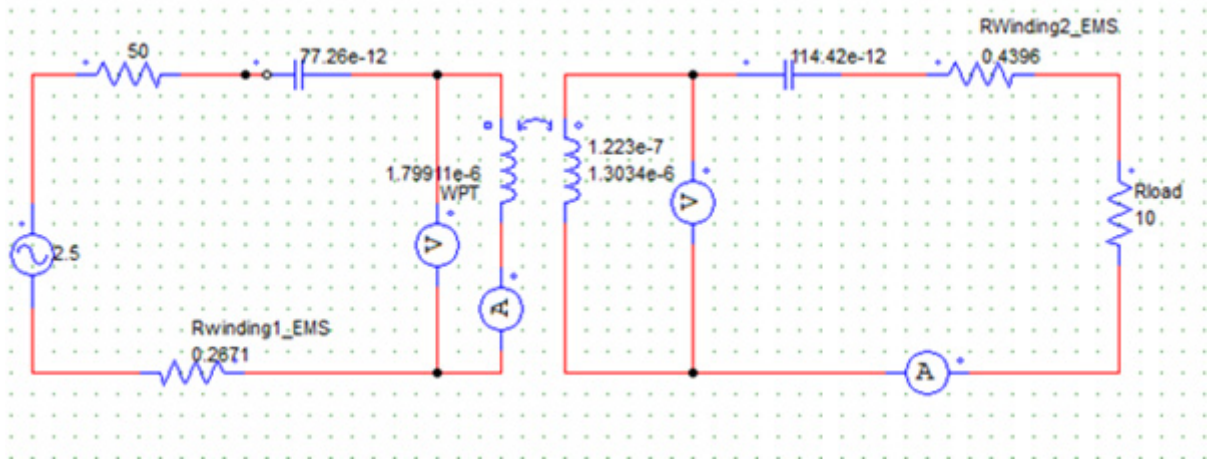 50
77.26e-12
1.79911e-6
WPT
V
A
2.5
Rwinding1_EMS
0.2671
1.223e-7
1.3034e-6
V
114.42e-12
RWinding2_EMS
0.4396
Rload
10
A